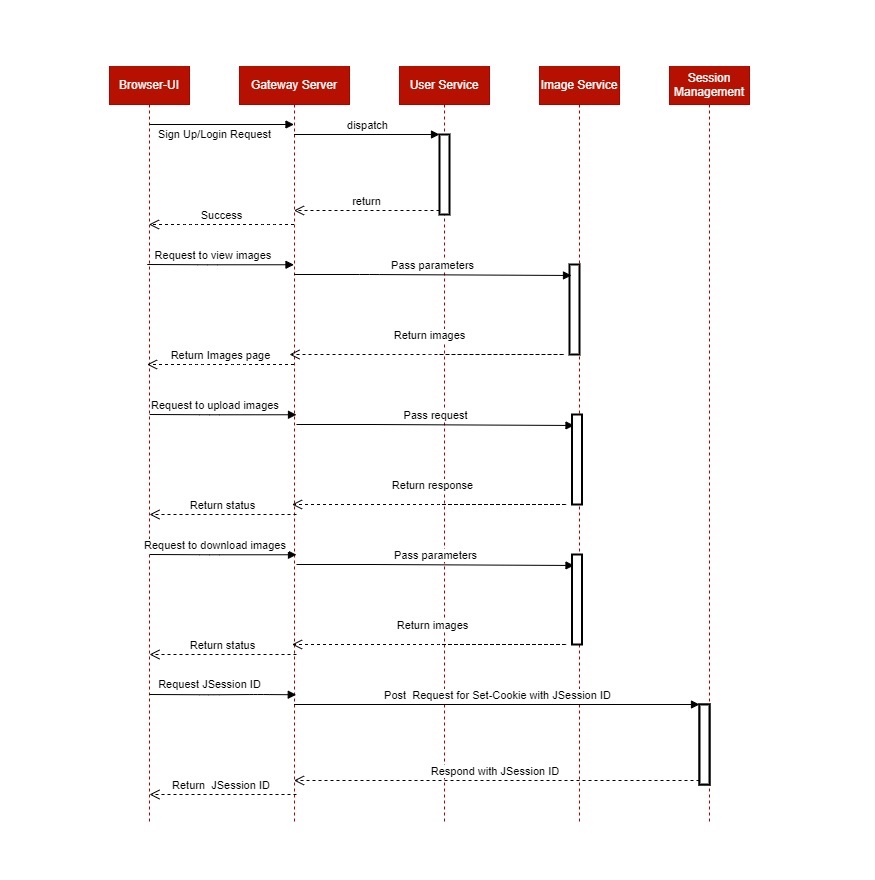 Browser-UI
Gateway Server
User Service
Image Service
Session
Management
Sign Up/Login Request
dispatch
return
Success
Request to view images
Pass parameters
Return images
Return Images page
Request to upload images
Pass request
Return response
Return status
Request to download images
Pass parameters
Return images
Return status
Request JSession ID
Post  Request for Set-Cookie with JSession ID
Respond with JSession ID
Return  JSession ID